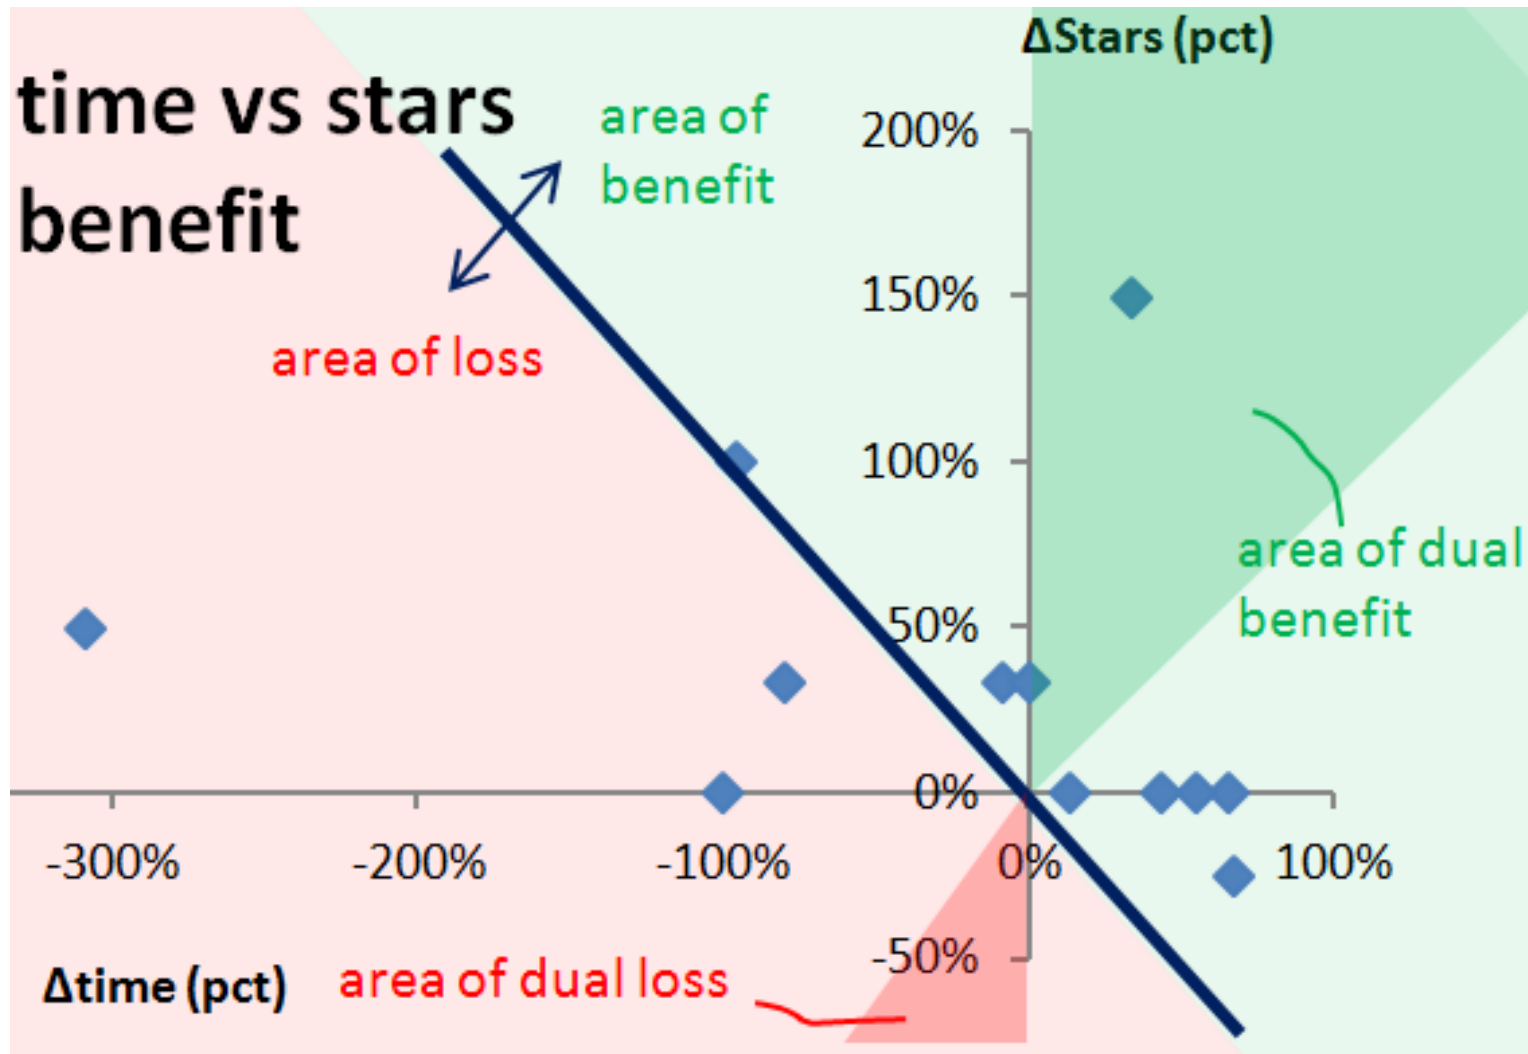 ΔStars (pct)
time vs stars
benefit
area of
benefit
area of loss
200%
150%
100%
50%
0%
-50%
area of dual
benefit
-300%
-200%
-100%
0%
100%
Δtime (pct)
area of dual loss